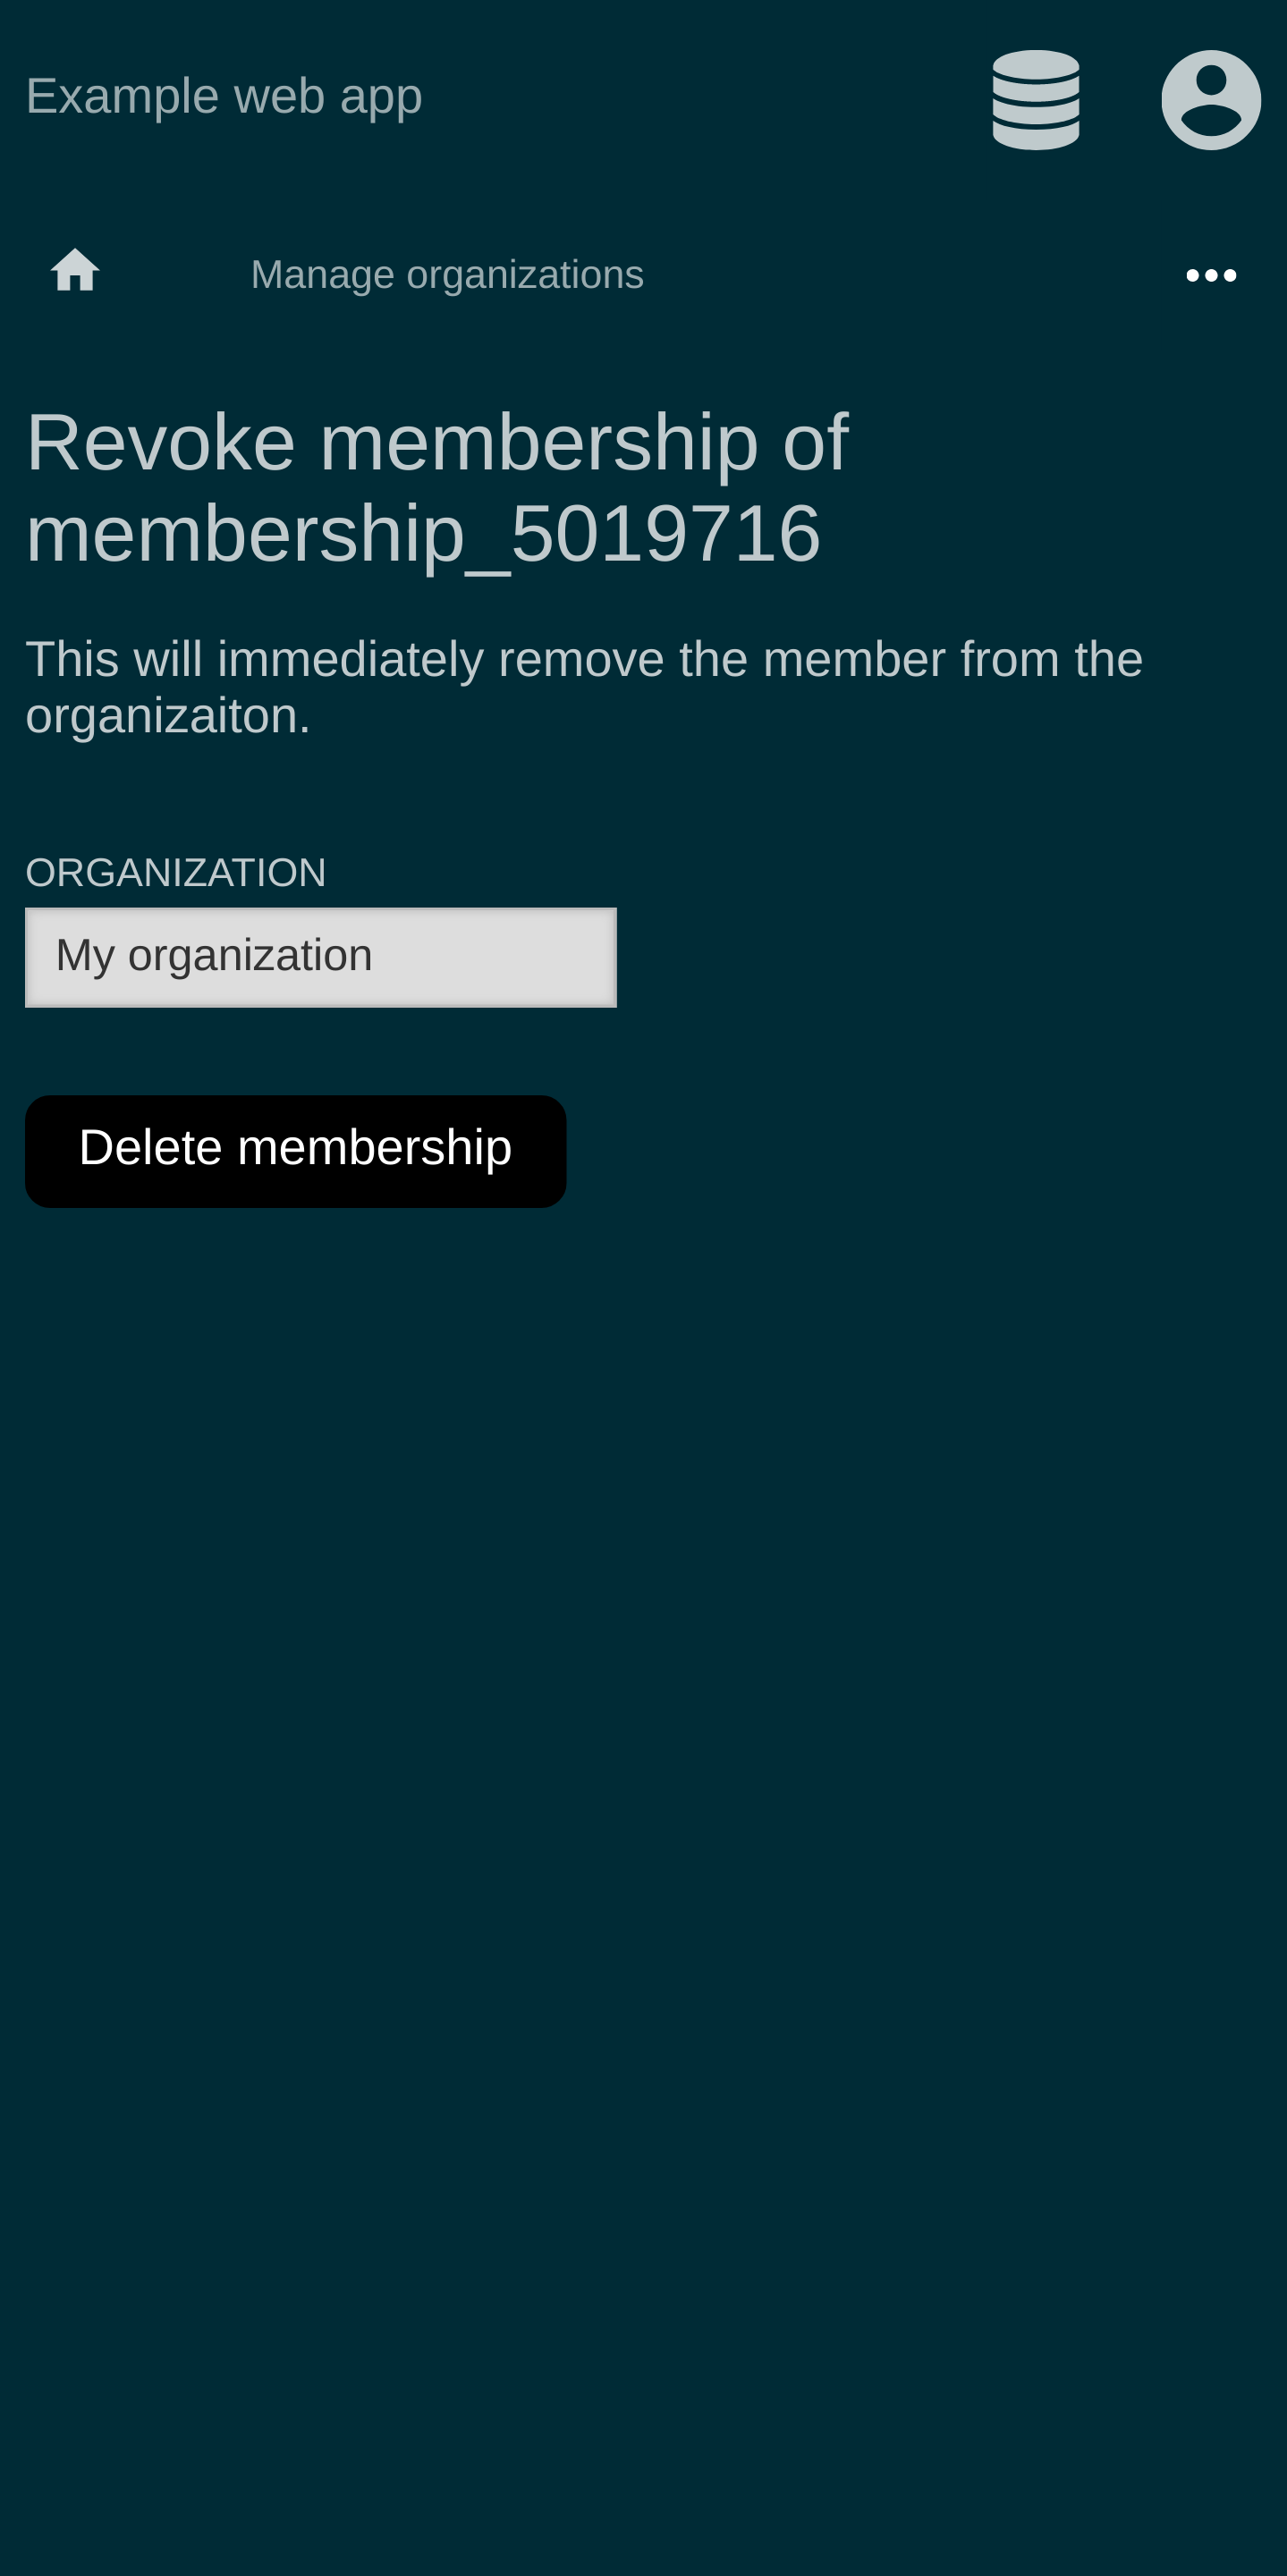 Example web app
Manage organizations
Revoke membership of
membership_5019716
This will immediately remove the member from the
organizaiton.
ORGANIZATION
My organization
Delete membership